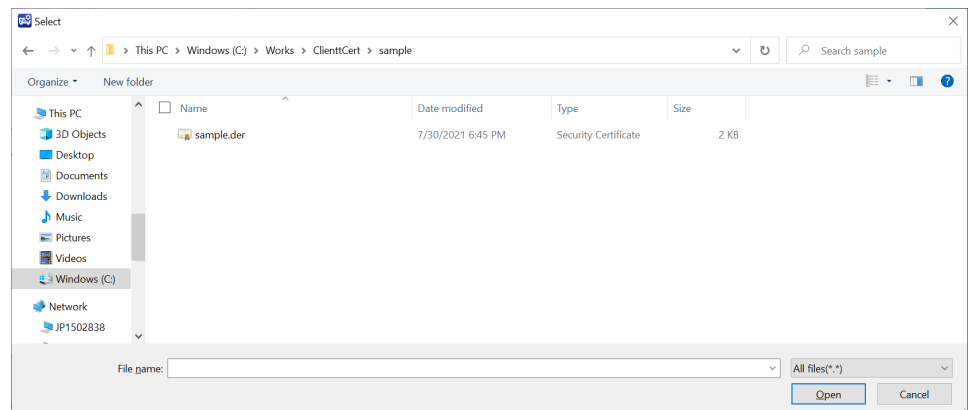 Select
This PC > Windows (C:) > Works > ClienttCert > sample
Search sample
Organize
New folder
Name
Date modified
Type
Size
This PC
3D Objects
Desktop
Documents
Downloads
Music
Pictures
Videos
Windows (C:)
Network
JP1502838
sample.der
7/30/2021 6:45 PM
Security Certificate
2 KB
File name:
All files(*.*)
Open
Cancel